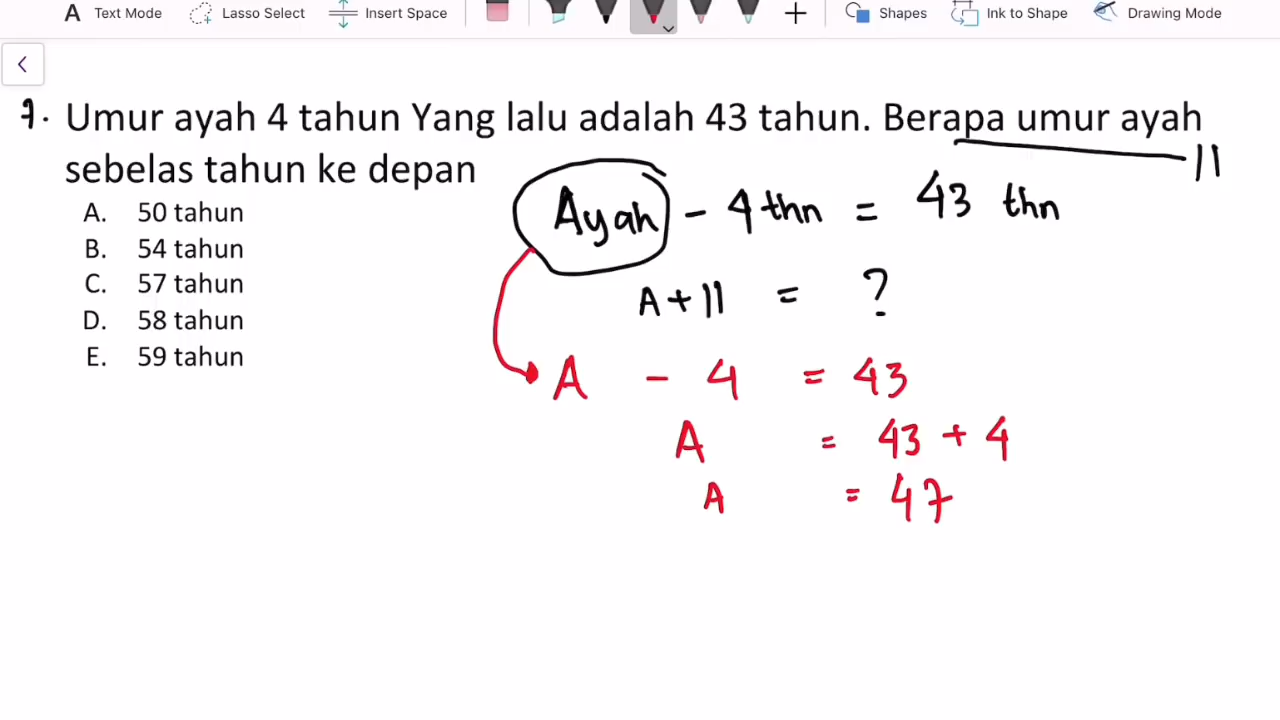 A Text Mode Lasso Select Insert Space Shapes Ink to Shape Drawing Mode
7. Umur ayah 4 tahun Yang lalu adalah 43 tahun. Berapa umur ayah
sebelas tahun ke depan
11
A. 50 tahun
B. 54 tahun
C. 57 tahun
D. 58 tahun
E. 59 tahun
Ayah - 4 thn = 43 thn
A + 11 = ?
A - 4 = 43
A = 43 + 4
A = 47